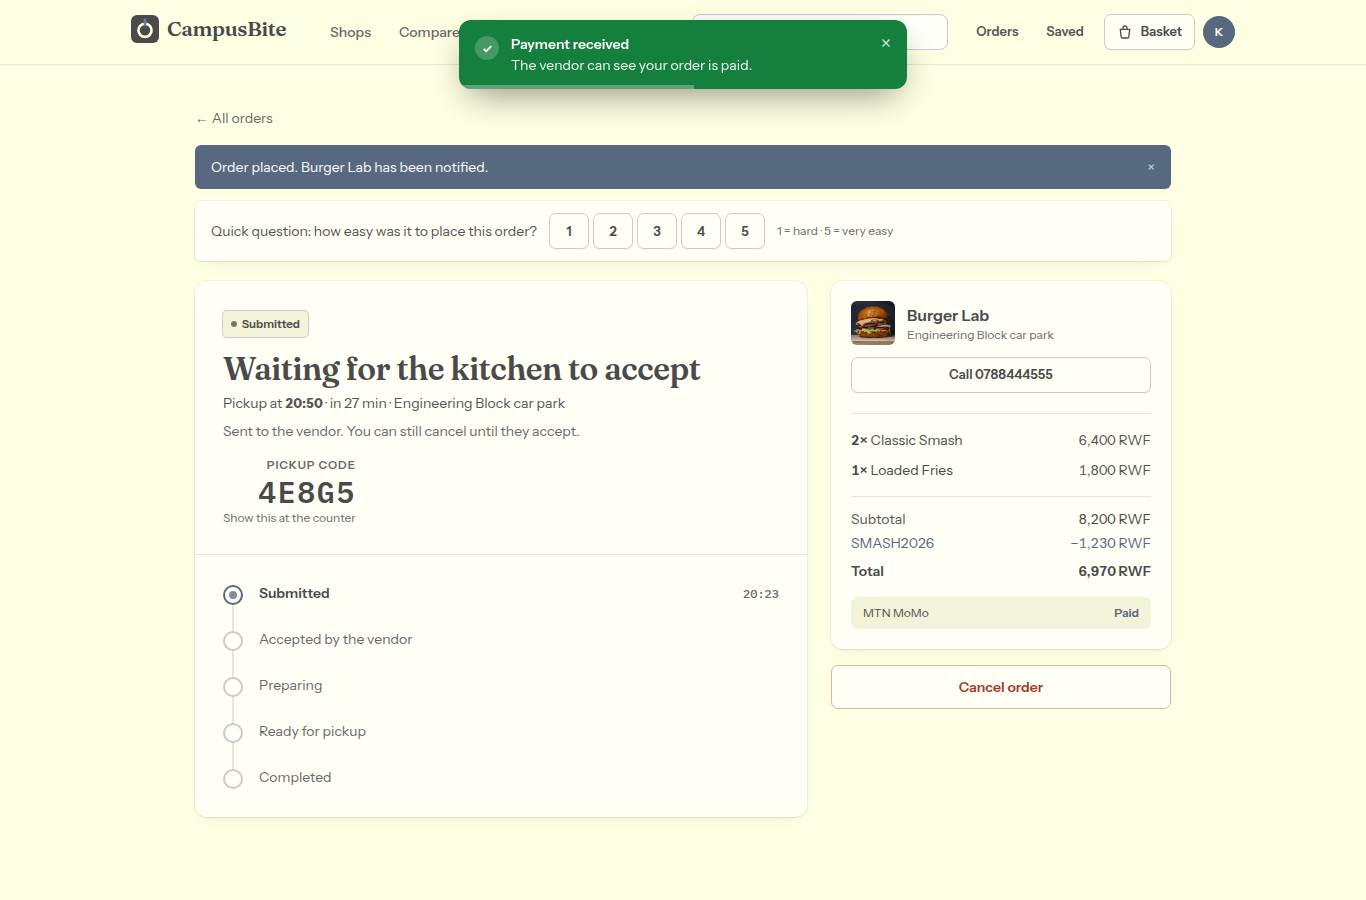 CampusBite
Shops
Compare
Orders
Saved
Basket
K
Payment received
The vendor can see your order is paid.
← All orders
Order placed. Burger Lab has been notified.
Quick question: how easy was it to place this order?
1
2
3
4
5
1 = hard · 5 = very easy
Submitted
Waiting for the kitchen to accept
Pickup at 20:50 · in 27 min · Engineering Block car park
Sent to the vendor. You can still cancel until they accept.
PICKUP CODE
4E8G5
Show this at the counter
Submitted 20:23
Accepted by the vendor
Preparing
Ready for pickup
Completed
Burger Lab
Engineering Block car park
Call 0788444555
2× Classic Smash 6,400 RWF
1× Loaded Fries 1,800 RWF
Subtotal 8,200 RWF
SMASH2026 −1,230 RWF
Total 6,970 RWF
MTN MoMo Paid
Cancel order